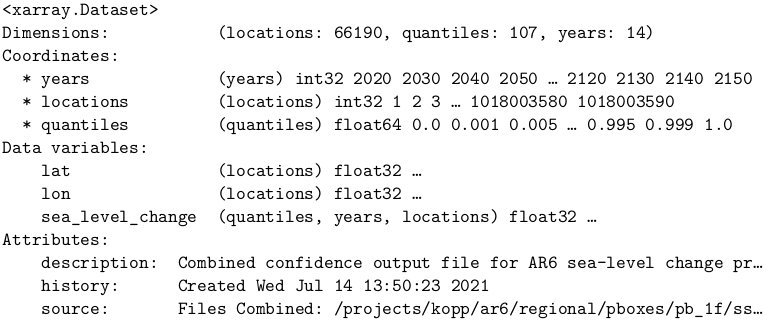 <xarray.Dataset>
Dimensions:           (locations: 66190, quantiles: 107, years: 14)
Coordinates:
  * years             (years) int32 2020 2030 2040 2050 … 2120 2130 2140 2150
  * locations         (locations) int32 1 2 3 … 1018003580 1018003590
  * quantiles         (quantiles) float64 0.0 0.001 0.005 … 0.995 0.999 1.0
Data variables:
    lat               (locations) float32 …
    lon               (locations) float32 …
    sea_level_change  (quantiles, years, locations) float32 …
Attributes:
    description:  Combined confidence output file for AR6 sea-level change pr…
    history:      Created Wed Jul 14 13:50:23 2021
    source:       Files Combined: /projects/kopp/ar6/regional/pboxes/pb_1f/ss…